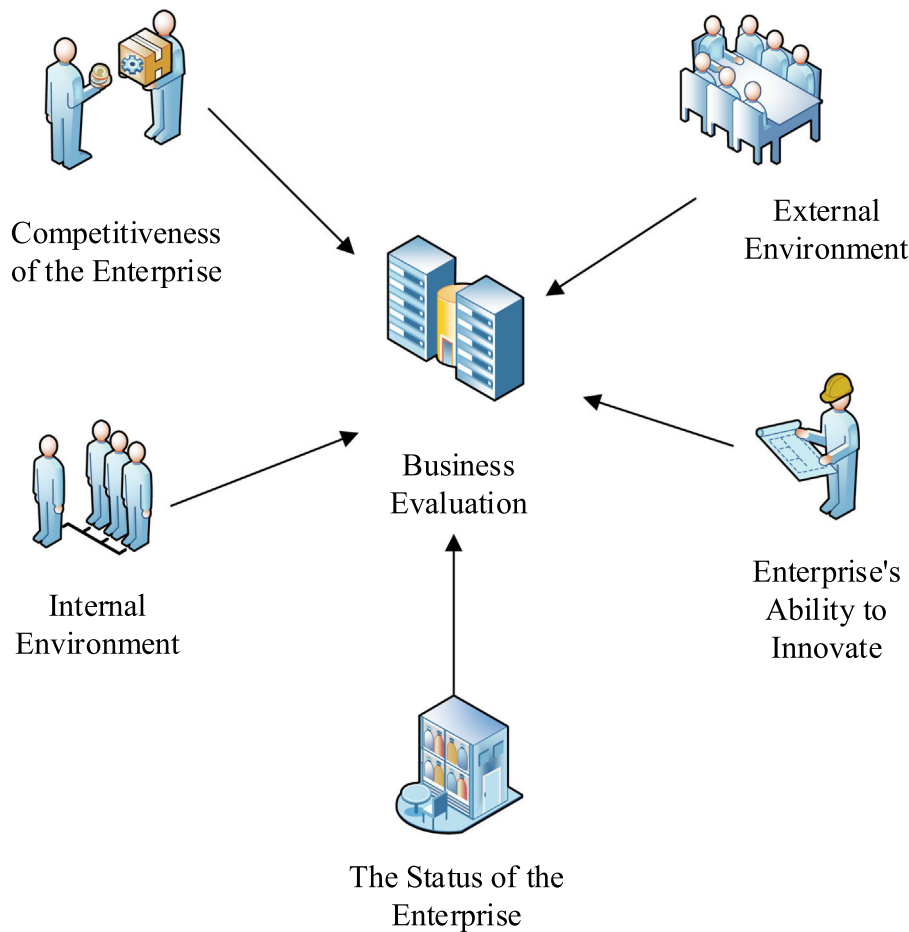 Competitiveness
of the Enterprise
External
Environment
Business
Evaluation
Internal
Environment
Enterprise's
Ability to
Innovate
The Status of the
Enterprise